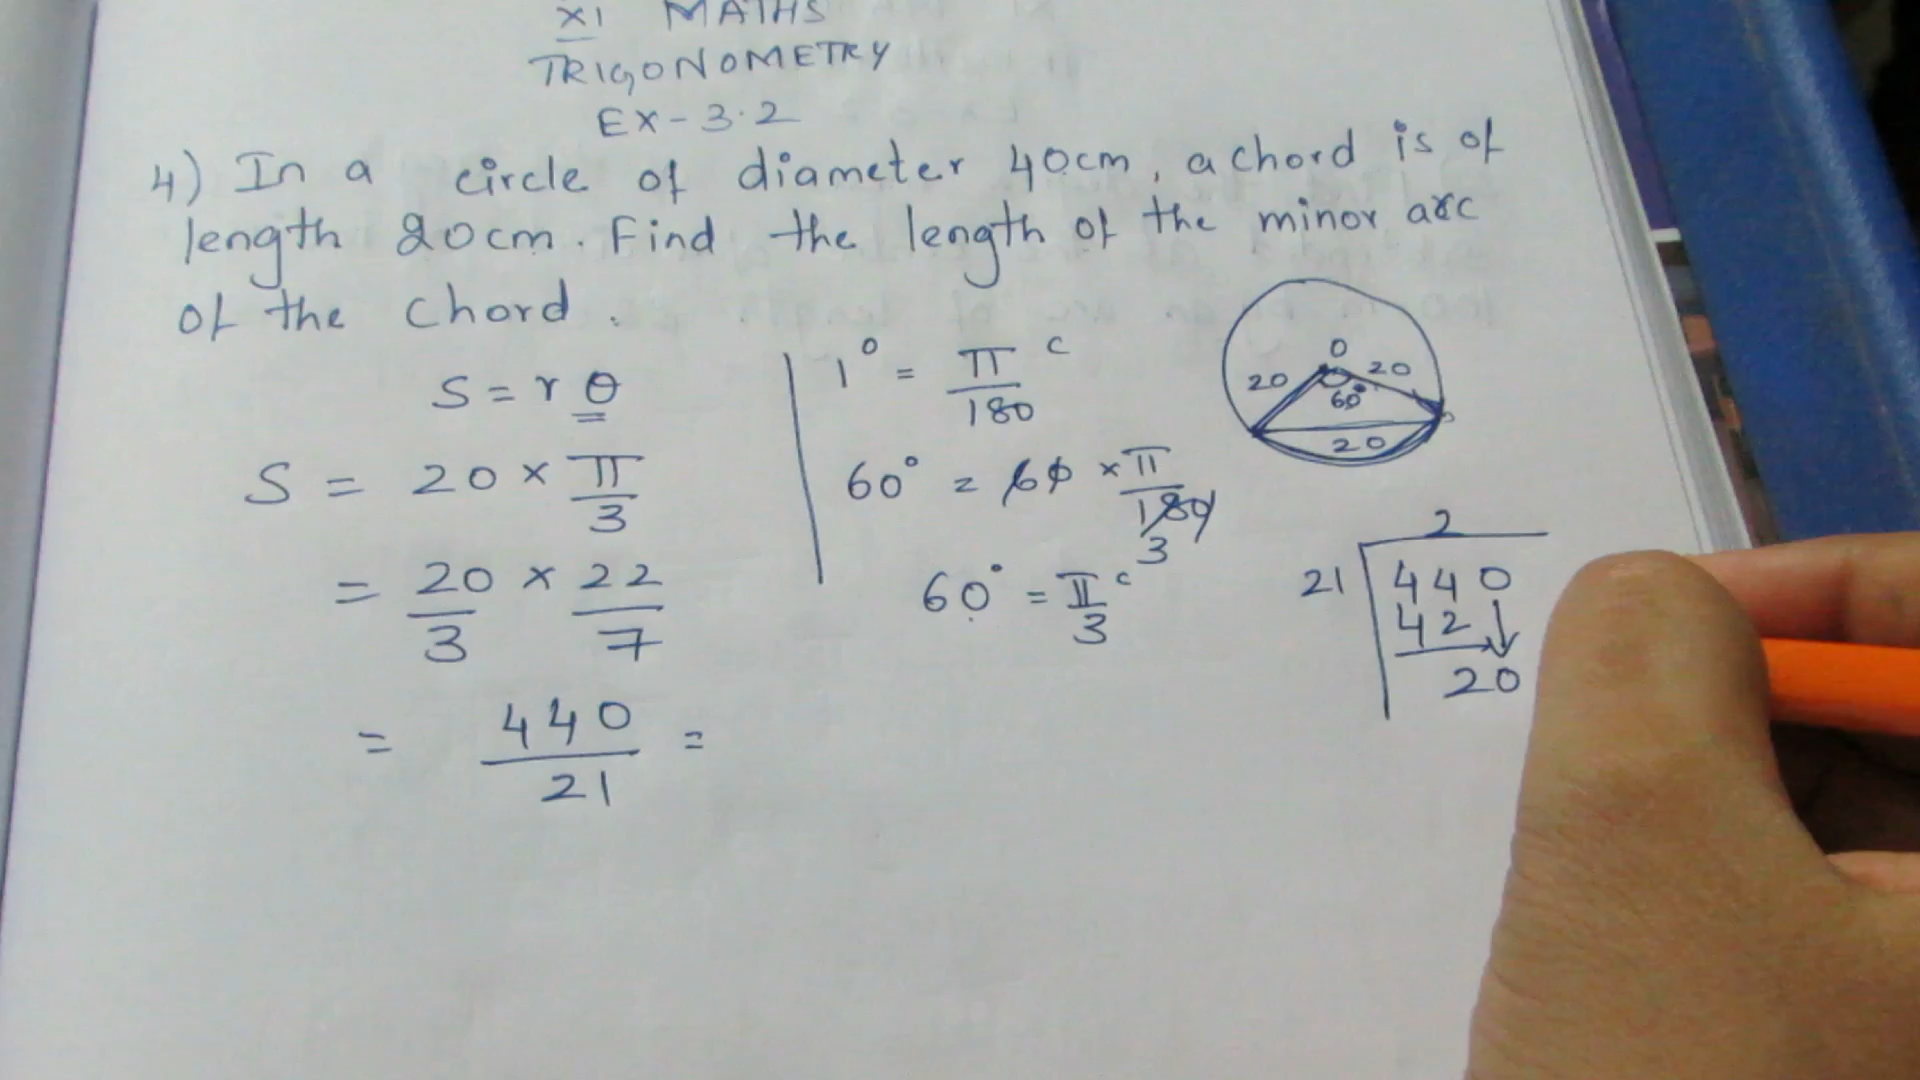 XI MATHS
TRIGONOMETRY
EX-3.2
4) In a circle of diameter 40cm, a chord is of
length 20cm. Find the length of the minor arc
of the chord.
S = r θ
S = 20 × π/3
= 20/3 × 22/7
= 440/21 =
1° = π/180 c
60° = 60 × π/180 3
60° = π/3 c
O
20 20
60°
20
2
21 440
42
20